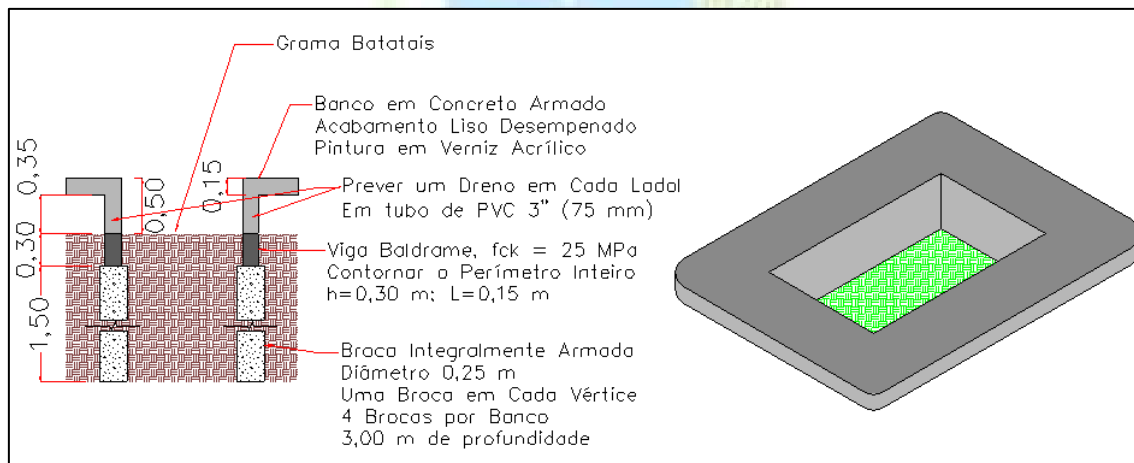 Grama Batatais
Banco em Concreto Armado
Acabamento Liso Desempenado
Pintura em Verniz Acrílico
Prever um Dreno em Cada Ladal
Em tubo de PVC 3" (75 mm)
Viga Baldrame, fck = 25 MPa
Contornar o Perímetro Inteiro
h=0,30 m; L=0,15 m
Broca Integralmente Armada
Diâmetro 0,25 m
Uma Broca em Cada Vértice
4 Brocas por Banco
3,00 m de profundidade
0,35
0,30
1,50
0,50
0,15